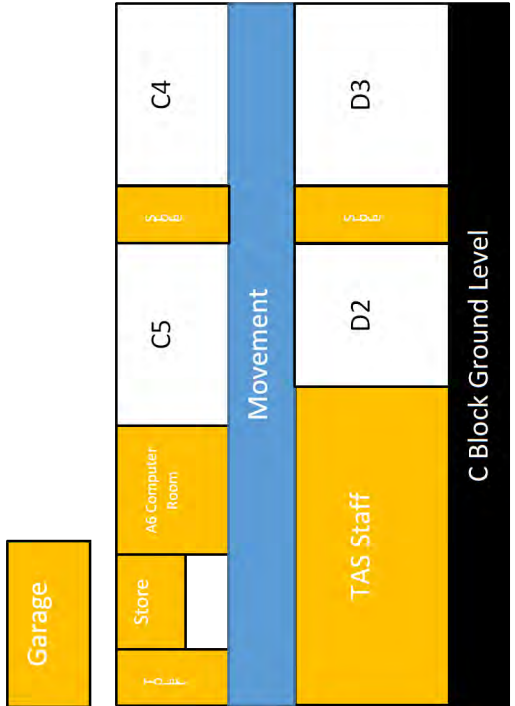 Garage
Store
A6 Computer
Room
C5
C4
Movement
TAS Staff
D2
D3
C Block Ground Level